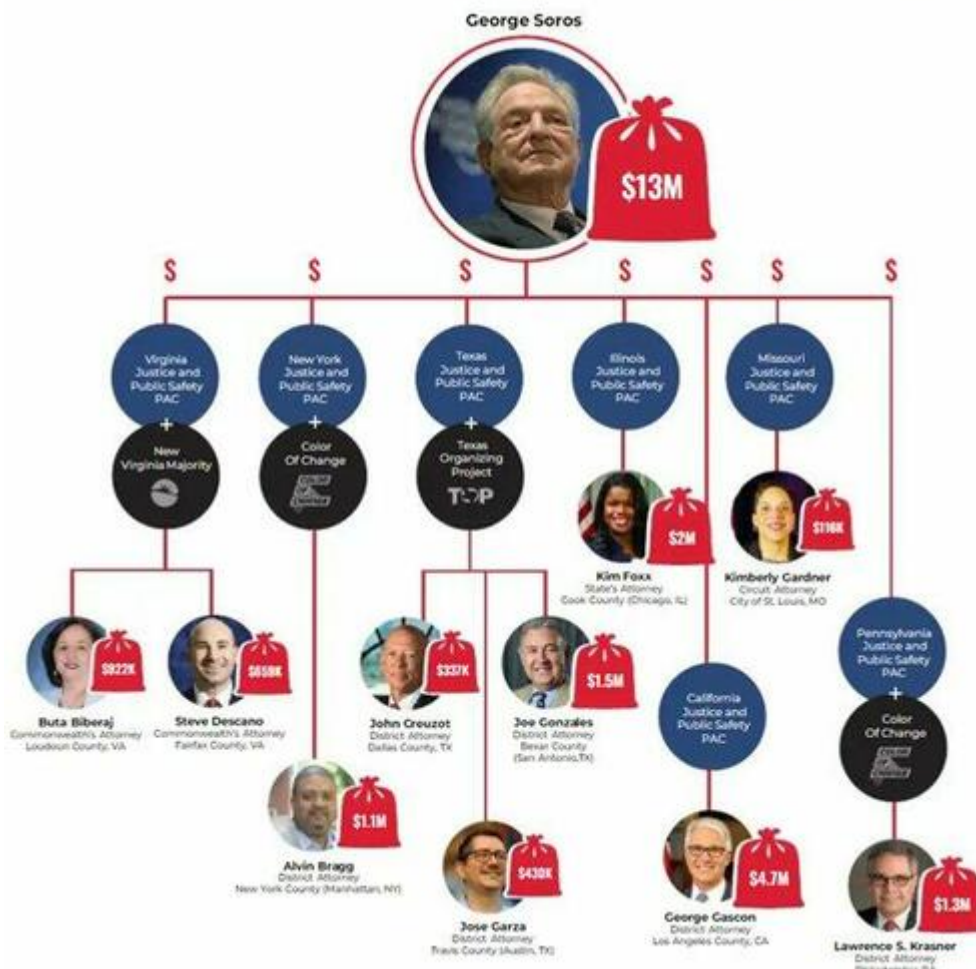 George Soros
$13M
$ $ $ $ $ $ $
Virginia
Justice and
Public Safety
PAC
+
New
Virginia Majority
New York
Justice and
Public Safety
PAC
+
Color
Of Change
COLOR
OF
CHANGE
Texas
Justice and
Public Safety
PAC
+
Texas
Organizing
Project
TOP
Illinois
Justice and
Public Safety
PAC
Missouri
Justice and
Public Safety
PAC
$2M
Kim Foxx
State's Attorney
Cook County (Chicago, IL)
$116K
Kimberly Gardner
Circuit Attorney
City of St. Louis, MO
$922K
Buta Biberaj
Commonwealth's Attorney
Loudoun County, VA
$659K
Steve Descano
Commonwealth's Attorney
Fairfax County, VA
$337K
John Creuzot
District Attorney
Dallas County, TX
$1.5M
Joe Gonzales
District Attorney
Bexar County
(San Antonio,TX)
California
Justice and
Public Safety
PAC
Pennsylvania
Justice and
Public Safety
PAC
+
Color
Of Change
COLOR
OF
CHANGE
$1.1M
Alvin Bragg
District Attorney
New York County (Manhattan, NY)
$430K
Jose Garza
District Attorney
Travis County (Austin, TX)
$4.7M
George Gascon
District Attorney
Los Angeles County, CA
$1.3M
Lawrence S. Krasner
District Attorney